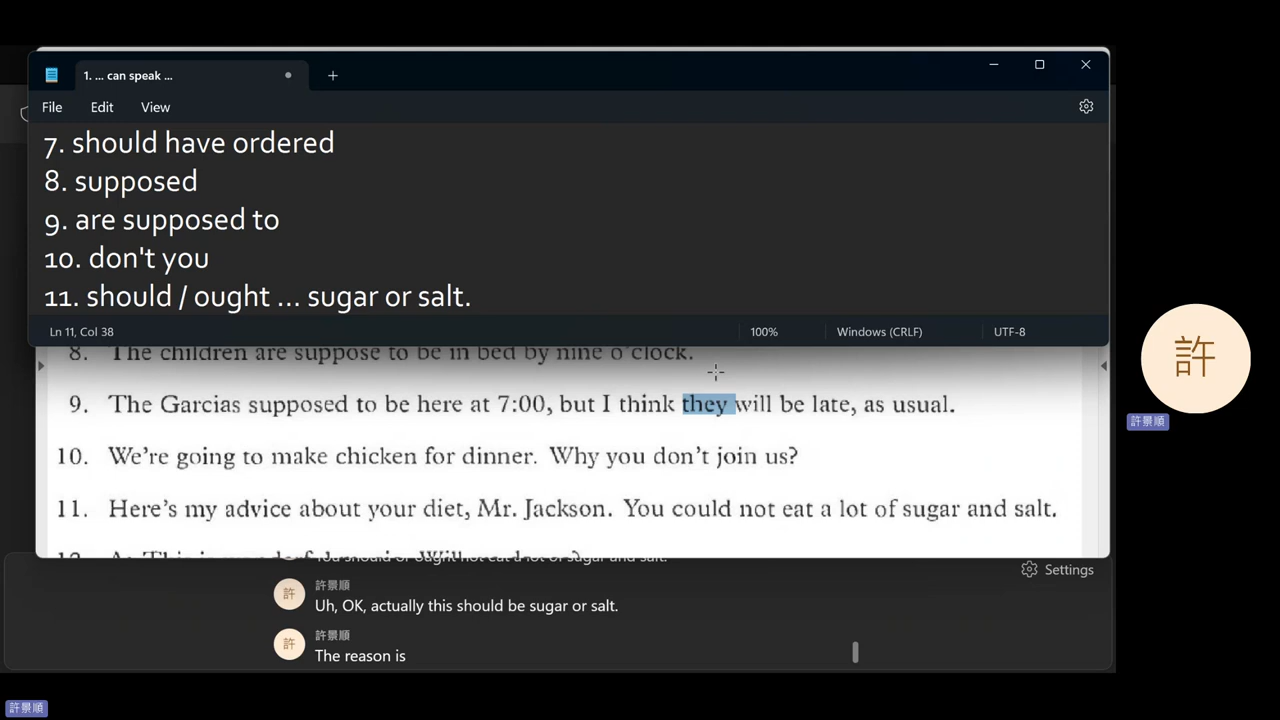 1. ... can speak ...
File Edit View
7. should have ordered
8. supposed
9. are supposed to
10. don't you
11. should / ought ... sugar or salt.
Ln 11, Col 38 100% Windows (CRLF) UTF-8
8. The children are suppose to be in bed by nine o'clock.
9. The Garcias supposed to be here at 7:00, but I think they will be late, as usual.
10. We're going to make chicken for dinner. Why you don't join us?
11. Here's my advice about your diet, Mr. Jackson. You could not eat a lot of sugar and salt.
許
許景順
Settings
許
許景順
Uh, OK, actually this should be sugar or salt.
許
許景順
The reason is
許景順